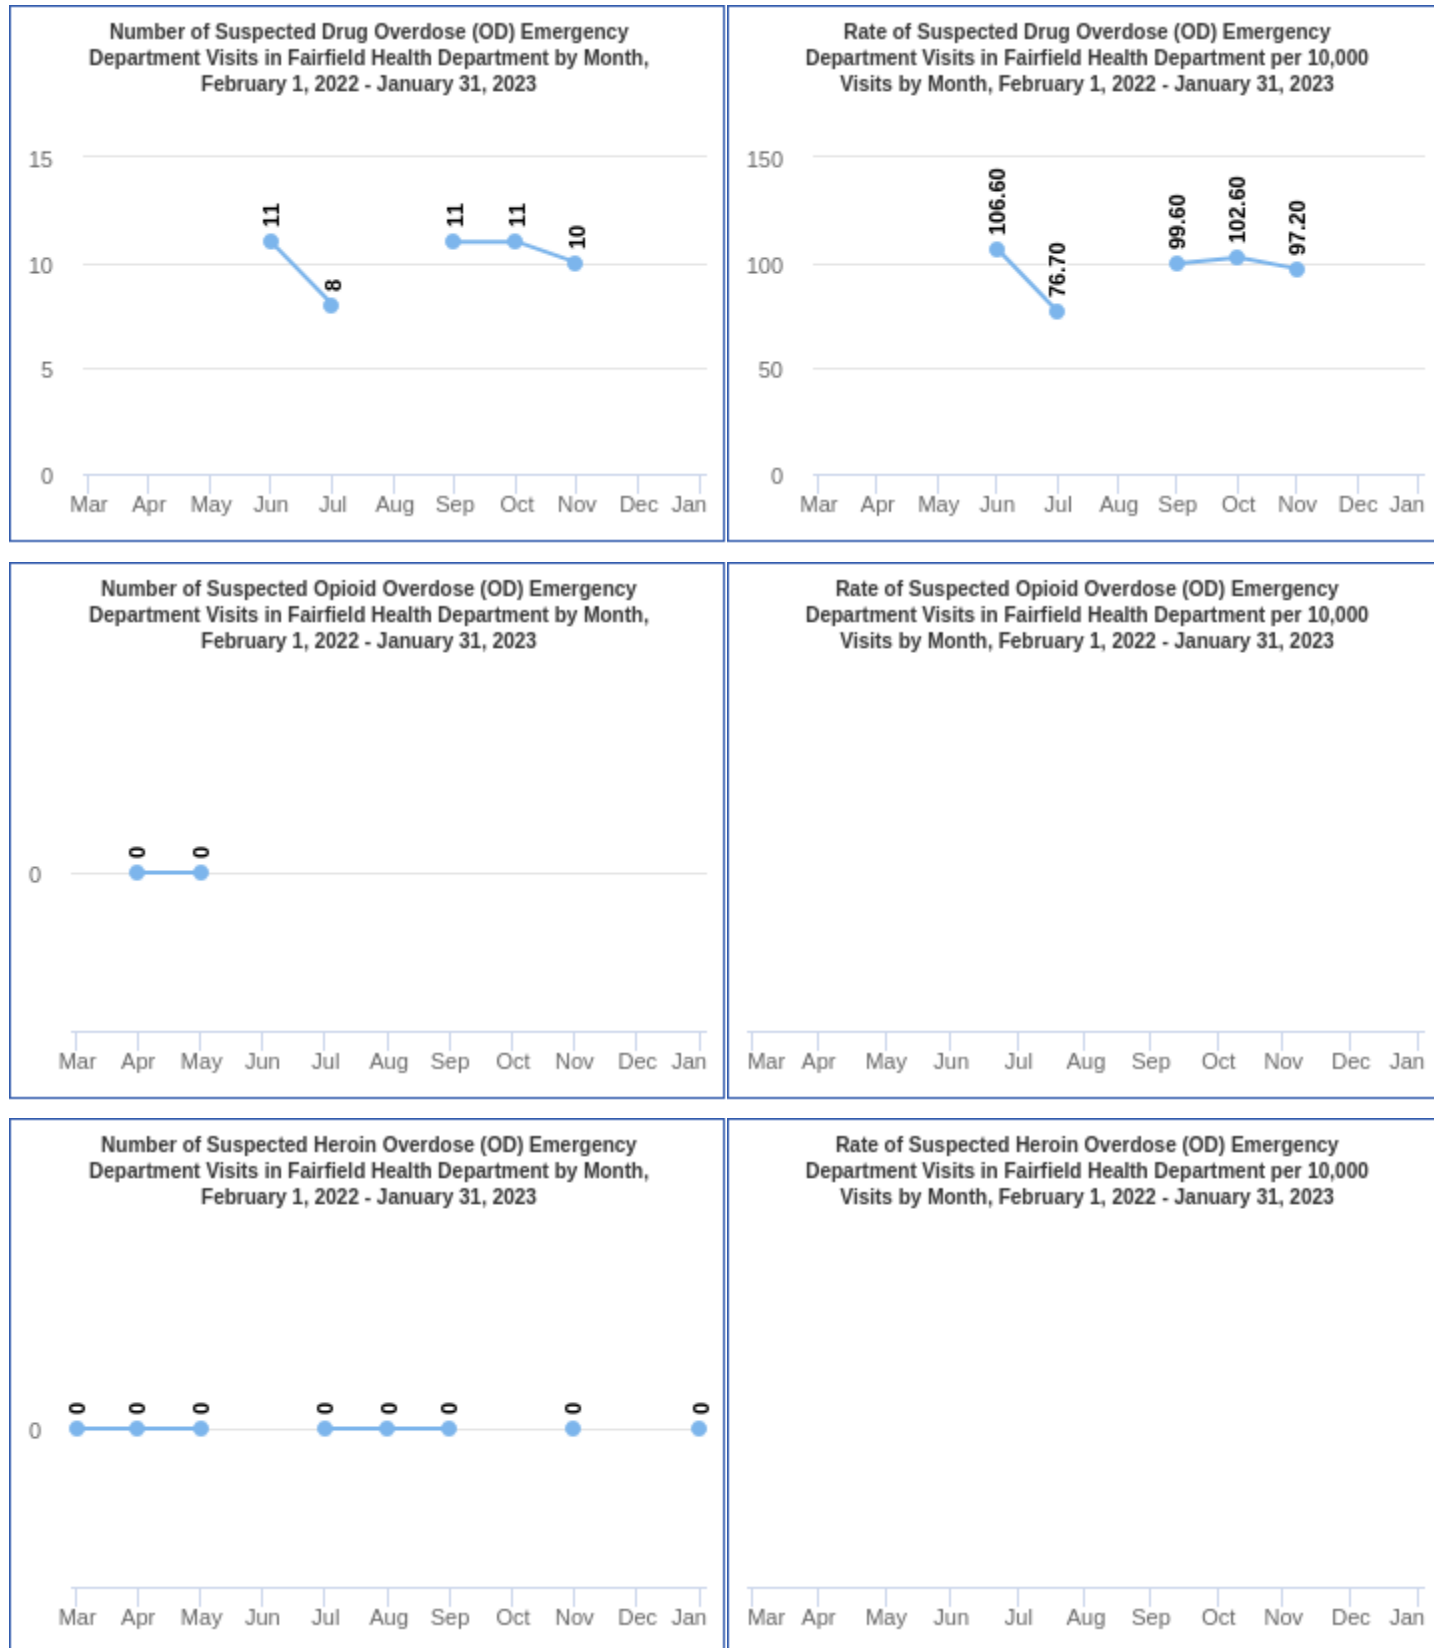 Number of Suspected Drug Overdose (OD) Emergency
Department Visits in Fairfield Health Department by Month,
February 1, 2022 - January 31, 2023
15
10
5
0
11
8
11
11
10
Mar Apr May Jun Jul Aug Sep Oct Nov Dec Jan
Rate of Suspected Drug Overdose (OD) Emergency
Department Visits in Fairfield Health Department per 10,000
Visits by Month, February 1, 2022 - January 31, 2023
150
100
50
0
106.60
76.70
99.60
102.60
97.20
Mar Apr May Jun Jul Aug Sep Oct Nov Dec Jan
Number of Suspected Opioid Overdose (OD) Emergency
Department Visits in Fairfield Health Department by Month,
February 1, 2022 - January 31, 2023
0
0
0
Mar Apr May Jun Jul Aug Sep Oct Nov Dec Jan
Rate of Suspected Opioid Overdose (OD) Emergency
Department Visits in Fairfield Health Department per 10,000
Visits by Month, February 1, 2022 - January 31, 2023
Mar Apr May Jun Jul Aug Sep Oct Nov Dec Jan
Number of Suspected Heroin Overdose (OD) Emergency
Department Visits in Fairfield Health Department by Month,
February 1, 2022 - January 31, 2023
0
0
0
0
0
0
0
0
0
Mar Apr May Jun Jul Aug Sep Oct Nov Dec Jan
Rate of Suspected Heroin Overdose (OD) Emergency
Department Visits in Fairfield Health Department per 10,000
Visits by Month, February 1, 2022 - January 31, 2023
Mar Apr May Jun Jul Aug Sep Oct Nov Dec Jan